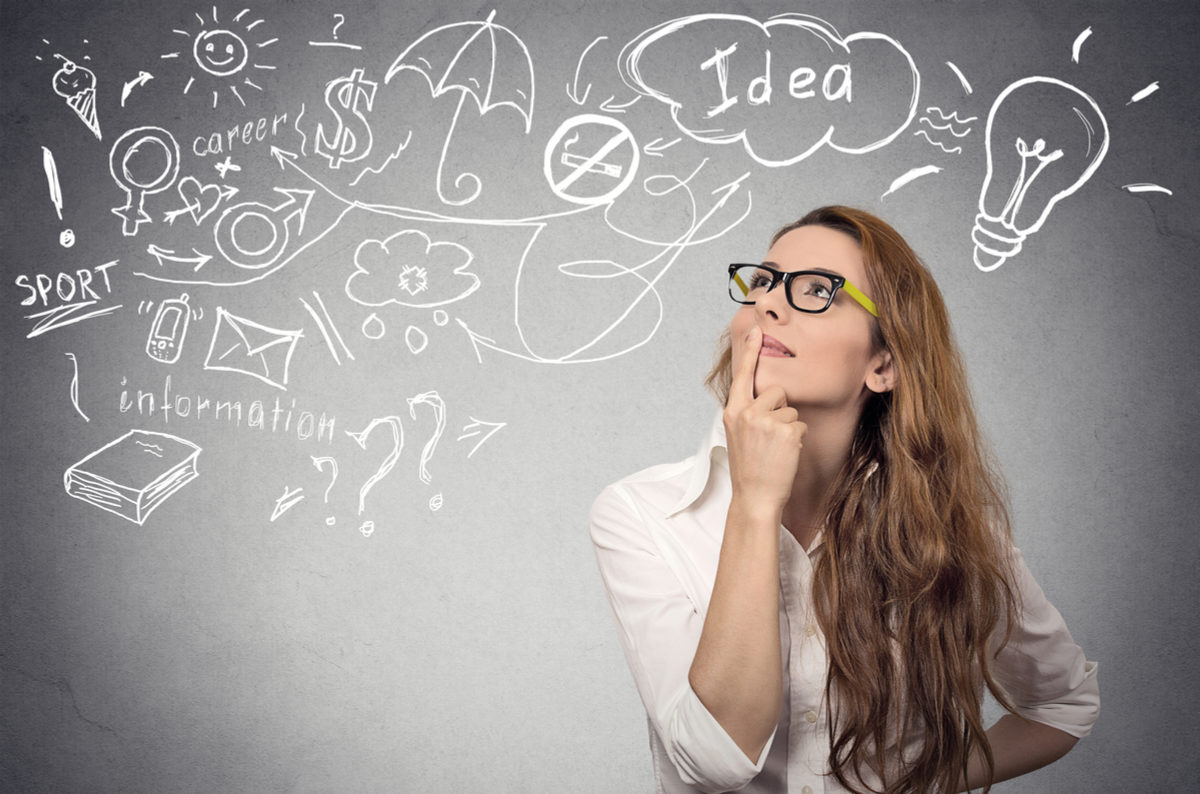 ?
$
Idea
career
!
SPORT
information
? ? ?